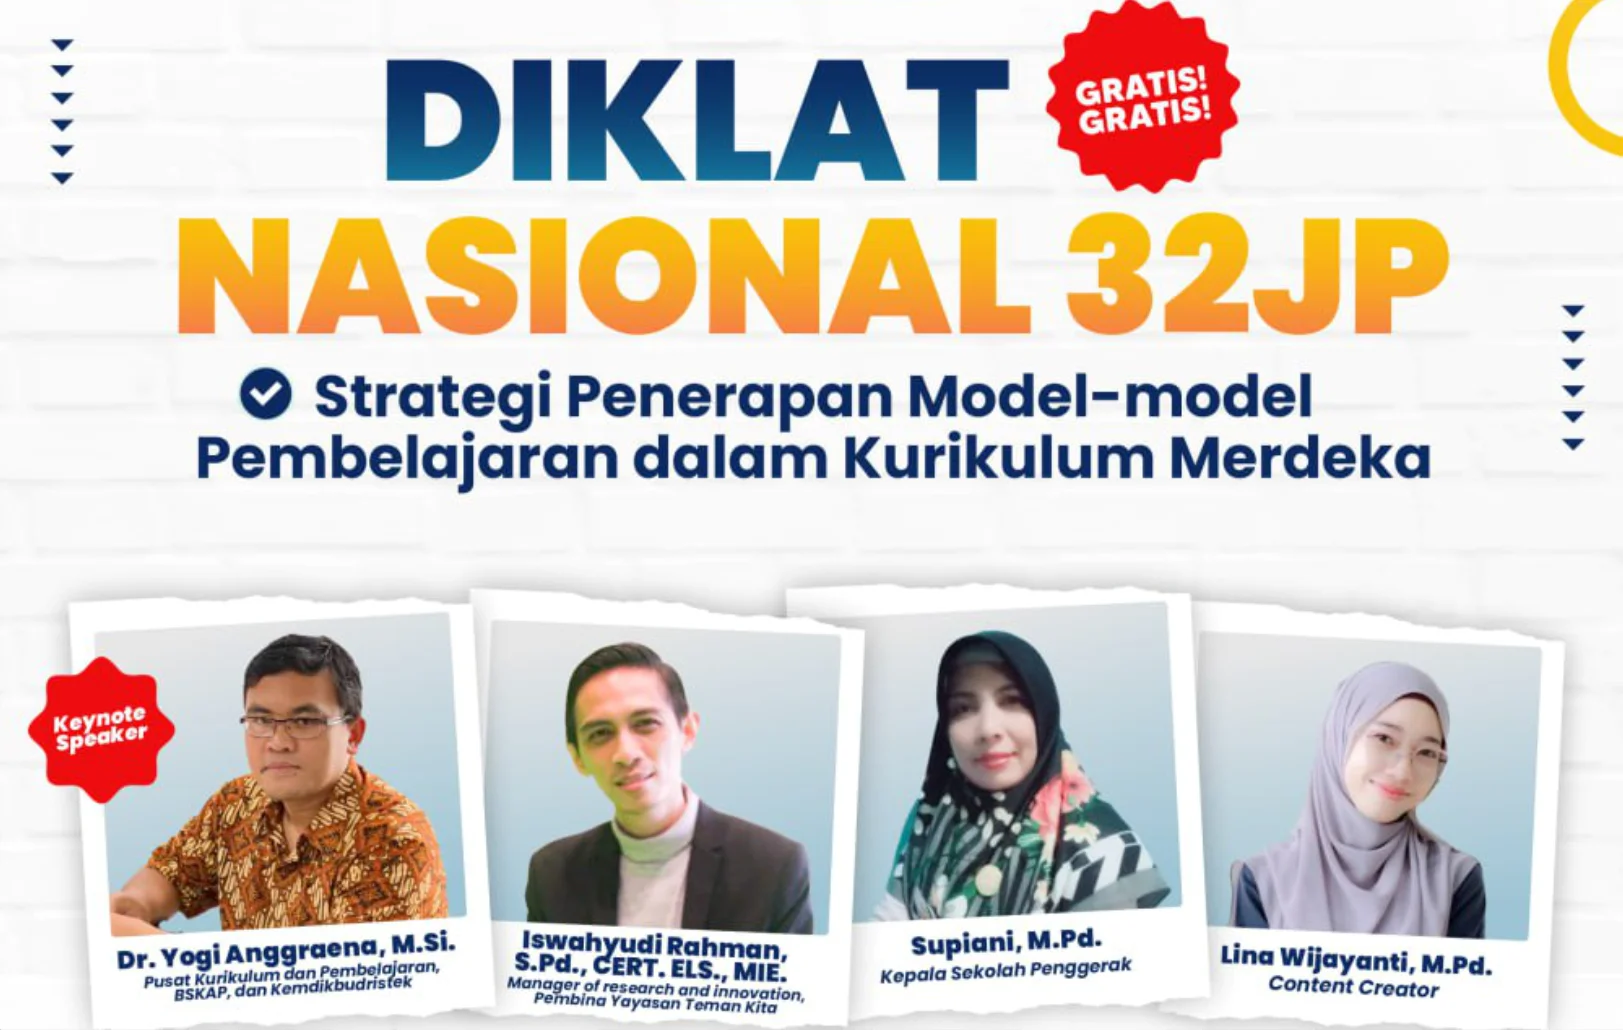 DIKLAT
GRATIS!
GRATIS!
NASIONAL 32JP
Strategi Penerapan Model-model
Pembelajaran dalam Kurikulum Merdeka
Keynote
Speaker
Dr. Yogi Anggraena, M.Si.
Pusat Kurikulum dan Pembelajaran,
BSKAP, dan Kemdikbudristek
Iswahyudi Rahman,
S.Pd., CERT. ELS., MIE.
Manager of research and innovation,
Pembina Yayasan Teman Kita
Supiani, M.Pd.
Kepala Sekolah Penggerak
Lina Wijayanti, M.Pd.
Content Creator